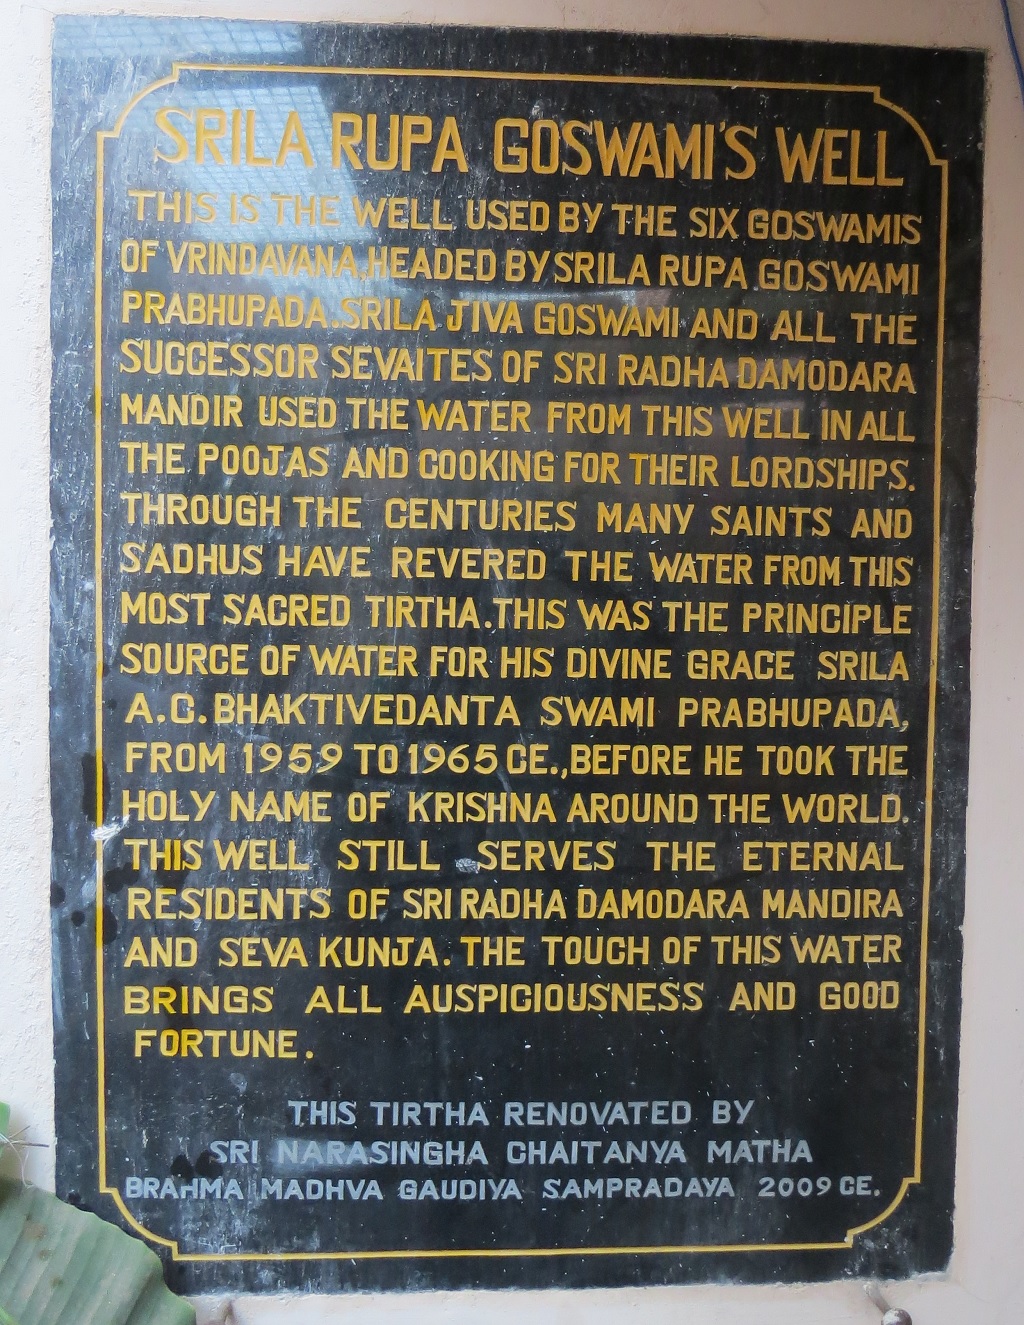 SRILA RUPA GOSWAMI'S WELL
THIS IS THE WELL USED BY THE SIX GOSWAMIS
OF VRINDAVANA, HEADED BY SRILA RUPA GOSWAMI
PRABHUPADA. SRILA JIVA GOSWAMI AND ALL THE
SUCCESSOR SEVAITES OF SRI RADHA DAMODARA
MANDIR USED THE WATER FROM THIS WELL IN ALL
THE POOJAS AND COOKING FOR THEIR LORDSHIPS.
THROUGH THE CENTURIES MANY SAINTS AND
SADHUS HAVE REVERED THE WATER FROM THIS
MOST SACRED TIRTHA. THIS WAS THE PRINCIPLE
SOURCE OF WATER FOR HIS DIVINE GRACE SRILA
A.C. BHAKTIVEDANTA SWAMI PRABHUPADA,
FROM 1959 TO 1965 CE., BEFORE HE TOOK THE
HOLY NAME OF KRISHNA AROUND THE WORLD.
THIS WELL STILL SERVES THE ETERNAL
RESIDENTS OF SRI RADHA DAMODARA MANDIRA
AND SEVA KUNJA. THE TOUCH OF THIS WATER
BRINGS ALL AUSPICIOUSNESS AND GOOD
FORTUNE.
THIS TIRTHA RENOVATED BY
SRI NARASINGHA CHAITANYA MATHA
BRAHMA MADHVA GAUDIYA SAMPRADAYA 2009 CE.